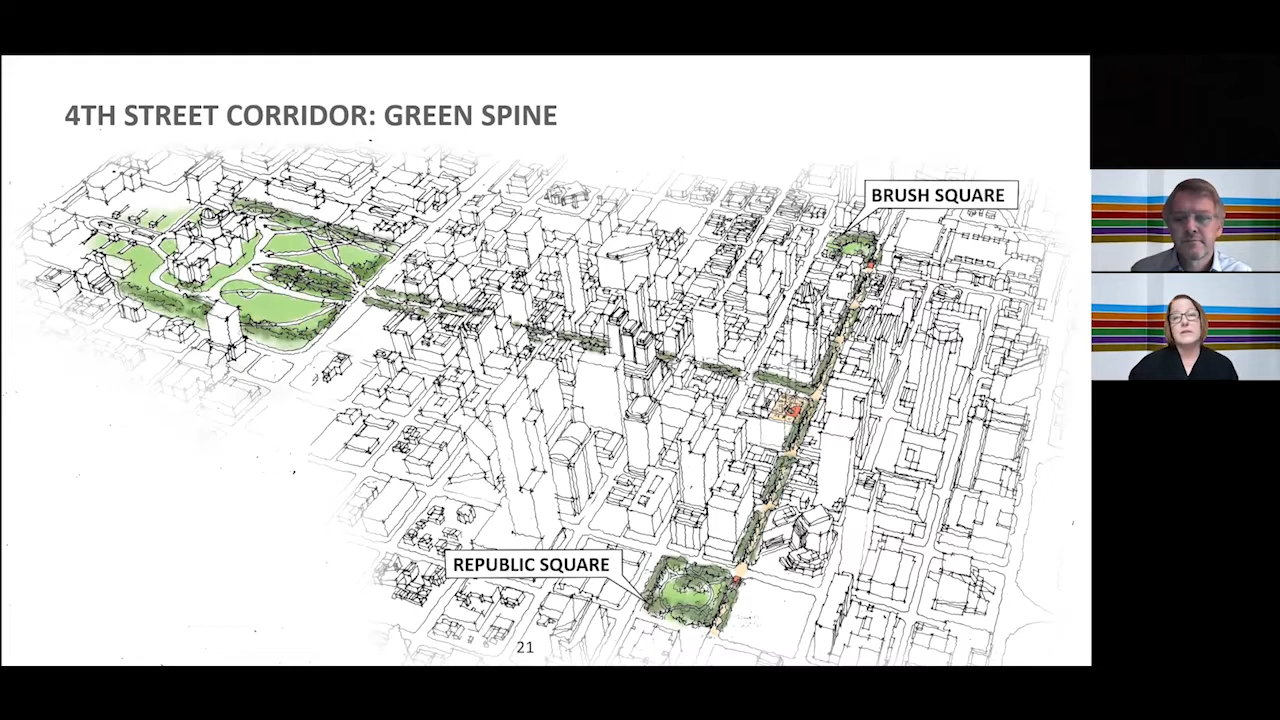 4TH STREET CORRIDOR: GREEN SPINE
BRUSH SQUARE
REPUBLIC SQUARE
21